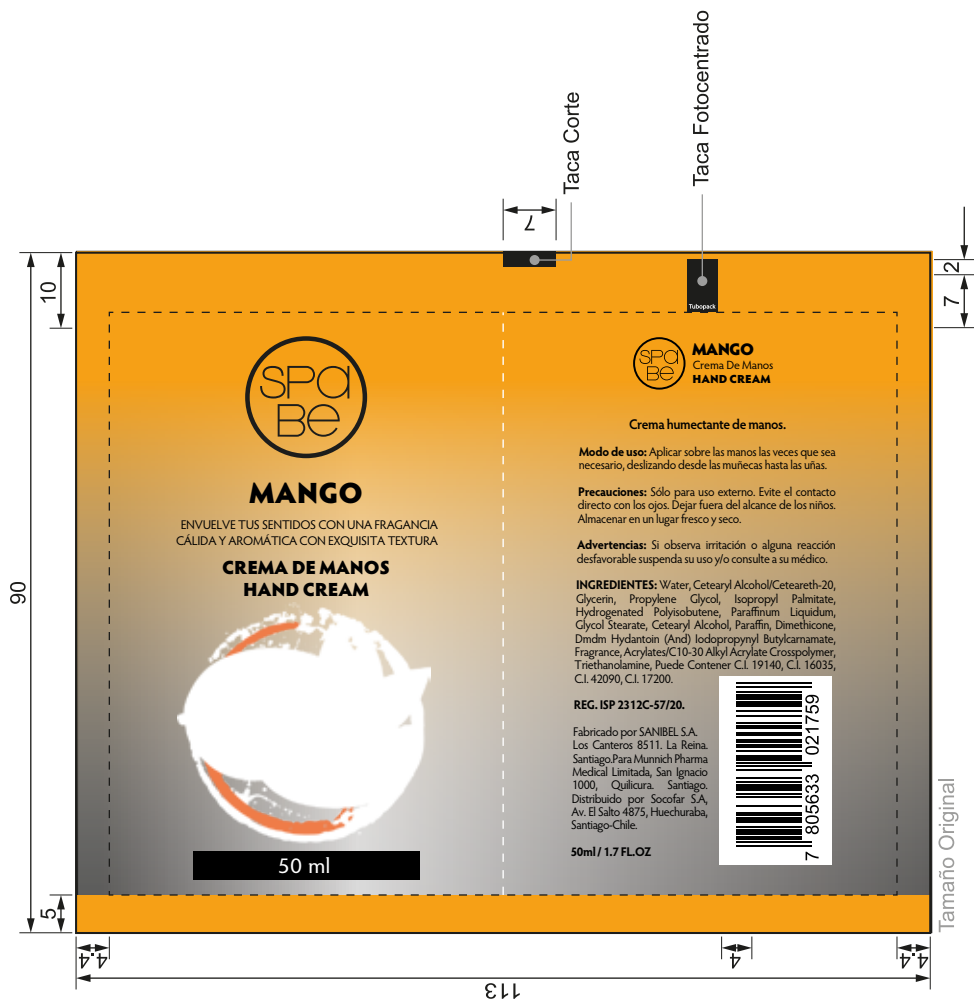 Taca Corte
Taca Fotocentrado
7
10
2
7
Tubopack
SPa
Be
MANGO
ENVUELVE TUS SENTIDOS CON UNA FRAGANCIA
CÁLIDA Y AROMÁTICA CON EXQUISITA TEXTURA
CREMA DE MANOS
HAND CREAM
50 ml
SPa
Be
MANGO
Crema De Manos
HAND CREAM
Crema humectante de manos.
Modo de uso: Aplicar sobre las manos las veces que sea
necesario, deslizando desde las muñecas hasta las uñas.
Precauciones: Sólo para uso externo. Evite el contacto
directo con los ojos. Dejar fuera del alcance de los niños.
Almacenar en un lugar fresco y seco.
Advertencias: Si observa irritación o alguna reacción
desfavorable suspenda su uso y/o consulte a su médico.
INGREDIENTES: Water, Cetearyl Alcohol/Ceteareth-20,
Glycerin, Propylene Glycol, Isopropyl Palmitate,
Hydrogenated Polyisobutene, Paraffinum Liquidum,
Glycol Stearate, Cetearyl Alcohol, Paraffin, Dimethicone,
Dmdm Hydantoin (And) Iodopropynyl Butylcarnamate,
Fragrance, Acrylates/C10-30 Alkyl Acrylate Crosspolymer,
Triethanolamine, Puede Contener C.I. 19140, C.I. 16035,
C.I. 42090, C.I. 17200.
REG. ISP 2312C-57/20.
Fabricado por SANIBEL S.A.
Los Canteros 8511. La Reina.
Santiago.Para Munnich Pharma
Medical Limitada, San Ignacio
1000, Quilicura. Santiago.
Distribuido por Socofar S.A,
Av. El Salto 4875, Huechuraba,
Santiago-Chile.
50ml / 1.7 FL.OZ
7 805633 021759
90
5
4.4
4
4.4
113
Tamaño Original